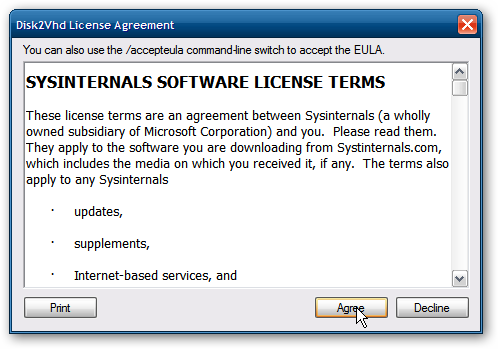 Disk2Vhd License Agreement
You can also use the /accepteula command-line switch to accept the EULA.
SYSINTERNALS SOFTWARE LICENSE TERMS
These license terms are an agreement between Sysinternals (a wholly
owned subsidiary of Microsoft Corporation) and you.  Please read them.
They apply to the software you are downloading from Systinternals.com,
which includes the media on which you received it, if any.  The terms also
apply to any Sysinternals
· updates,
· supplements,
· Internet-based services, and
Print
Agree
Decline